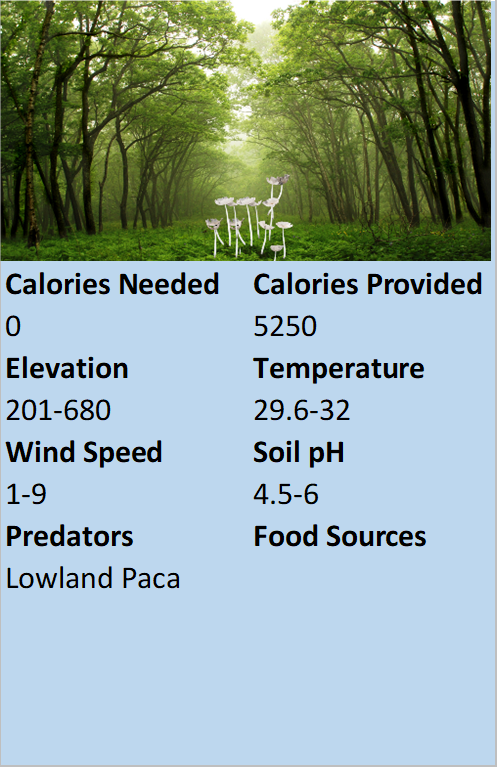 Calories Needed Calories Provided
0 5250
Elevation Temperature
201-680 29.6-32
Wind Speed Soil pH
1-9 4.5-6
Predators Food Sources
Lowland Paca